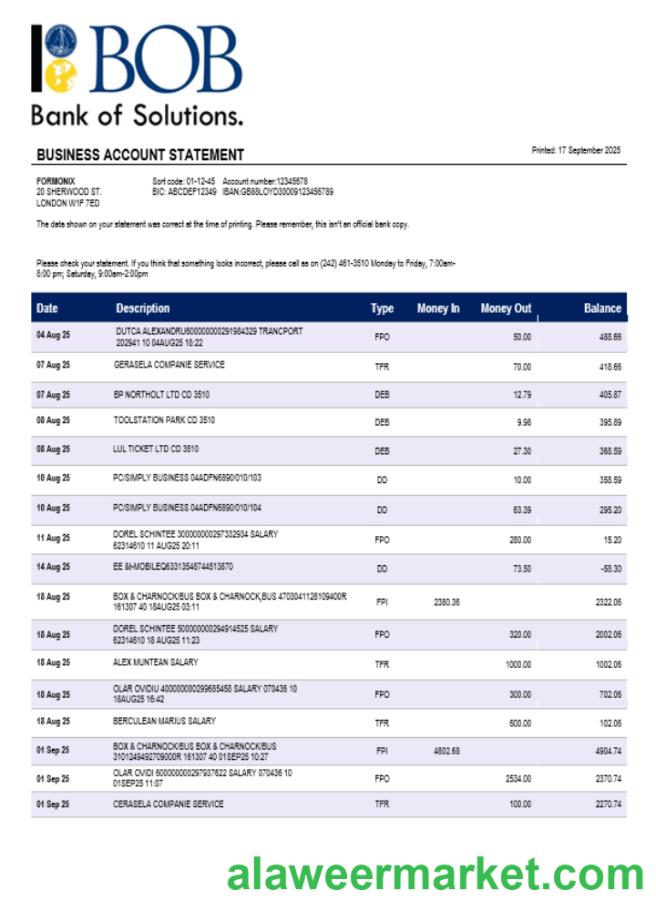 BOB
Bank of Solutions.
BUSINESS ACCOUNT STATEMENT
Printed: 17 September 2025
FORMONIX
20 SHERWOOD ST.
LONDON W1F 7ED
Sort code: 01-12-45 Account number:12345678
BIC: ABCDEF12349 IBAN:GB88LOYD30009123456789
The data shown on your statement was correct at the time of printing. Please remember, this isn't an official bank copy.
Please check your statement. If you think that something looks incorrect, please call as on (242) 461-3510 Monday to Friday, 7:00am-
8:00 pm; Saturday, 9:00am-2:00pm
Date Description Type Money In Money Out Balance
04 Aug 25 DUTCA ALEXANDRU600000000291984329 TRANCPORT
202941 10 04AUG25 18:22 FPO 50.00 488.66
07 Aug 25 GERASELA COMPANIE SERVICE TFR 70.00 418.66
07 Aug 25 BP NORTHOLT LTD CD 3510 DEB 12.79 405.87
08 Aug 25 TOOLSTATION PARK CD 3510 DEB 9.98 395.89
08 Aug 25 LUL TICKET LTD CD 3510 DEB 27.30 368.59
10 Aug 25 PC/SIMPLY BUSINESS 04ADFN6890/010/103 DD 10.00 358.59
10 Aug 25 PC/SIMPLY BUSINESS 04ADFN6890/010/104 DD 63.39 295.20
11 Aug 25 DOREL SCHINTEE 300000000297332934 SALARY
62314610 11 AUG25 20:11 FPO 280.00 15.20
14 Aug 25 EE &t-MOBILEQ63313548744513870 DD 73.50 -58.30
18 Aug 25 BOX & CHARNOCK/BUS BOX & CHARNOCK,BUS 4703041128109400R
161307 40 18AUG25 03:11 FPI 2380.36 2322.06
18 Aug 25 DOREL SCHINTEE 500000000294914525 SALARY
62314610 18 AUG25 11:23 FPO 320.00 2002.06
18 Aug 25 ALEX MUNTEAN SALARY TFR 1000.00 1002.06
18 Aug 25 OLAR OVIDIU 400000000299685458 SALARY 070436 10
18AUG25 16:42 FPO 300.00 702.06
18 Aug 25 BERCULEAN MARIUS SALARY TFR 600.00 102.06
01 Sep 25 BOX & CHARNOCK/BUS BOX & CHARNOCK/BUS
3101249492709000R 161307 40 01SEP25 10:27 FPI 4802.68 4904.74
01 Sep 25 OLAR OVIDI 600000000297937622 SALARY 070436 10
01SEP25 11:07 FPO 2534.00 2370.74
01 Sep 25 CERASELA COMPANIE SERVICE TFR 100.00 2270.74
alaweermarket.com